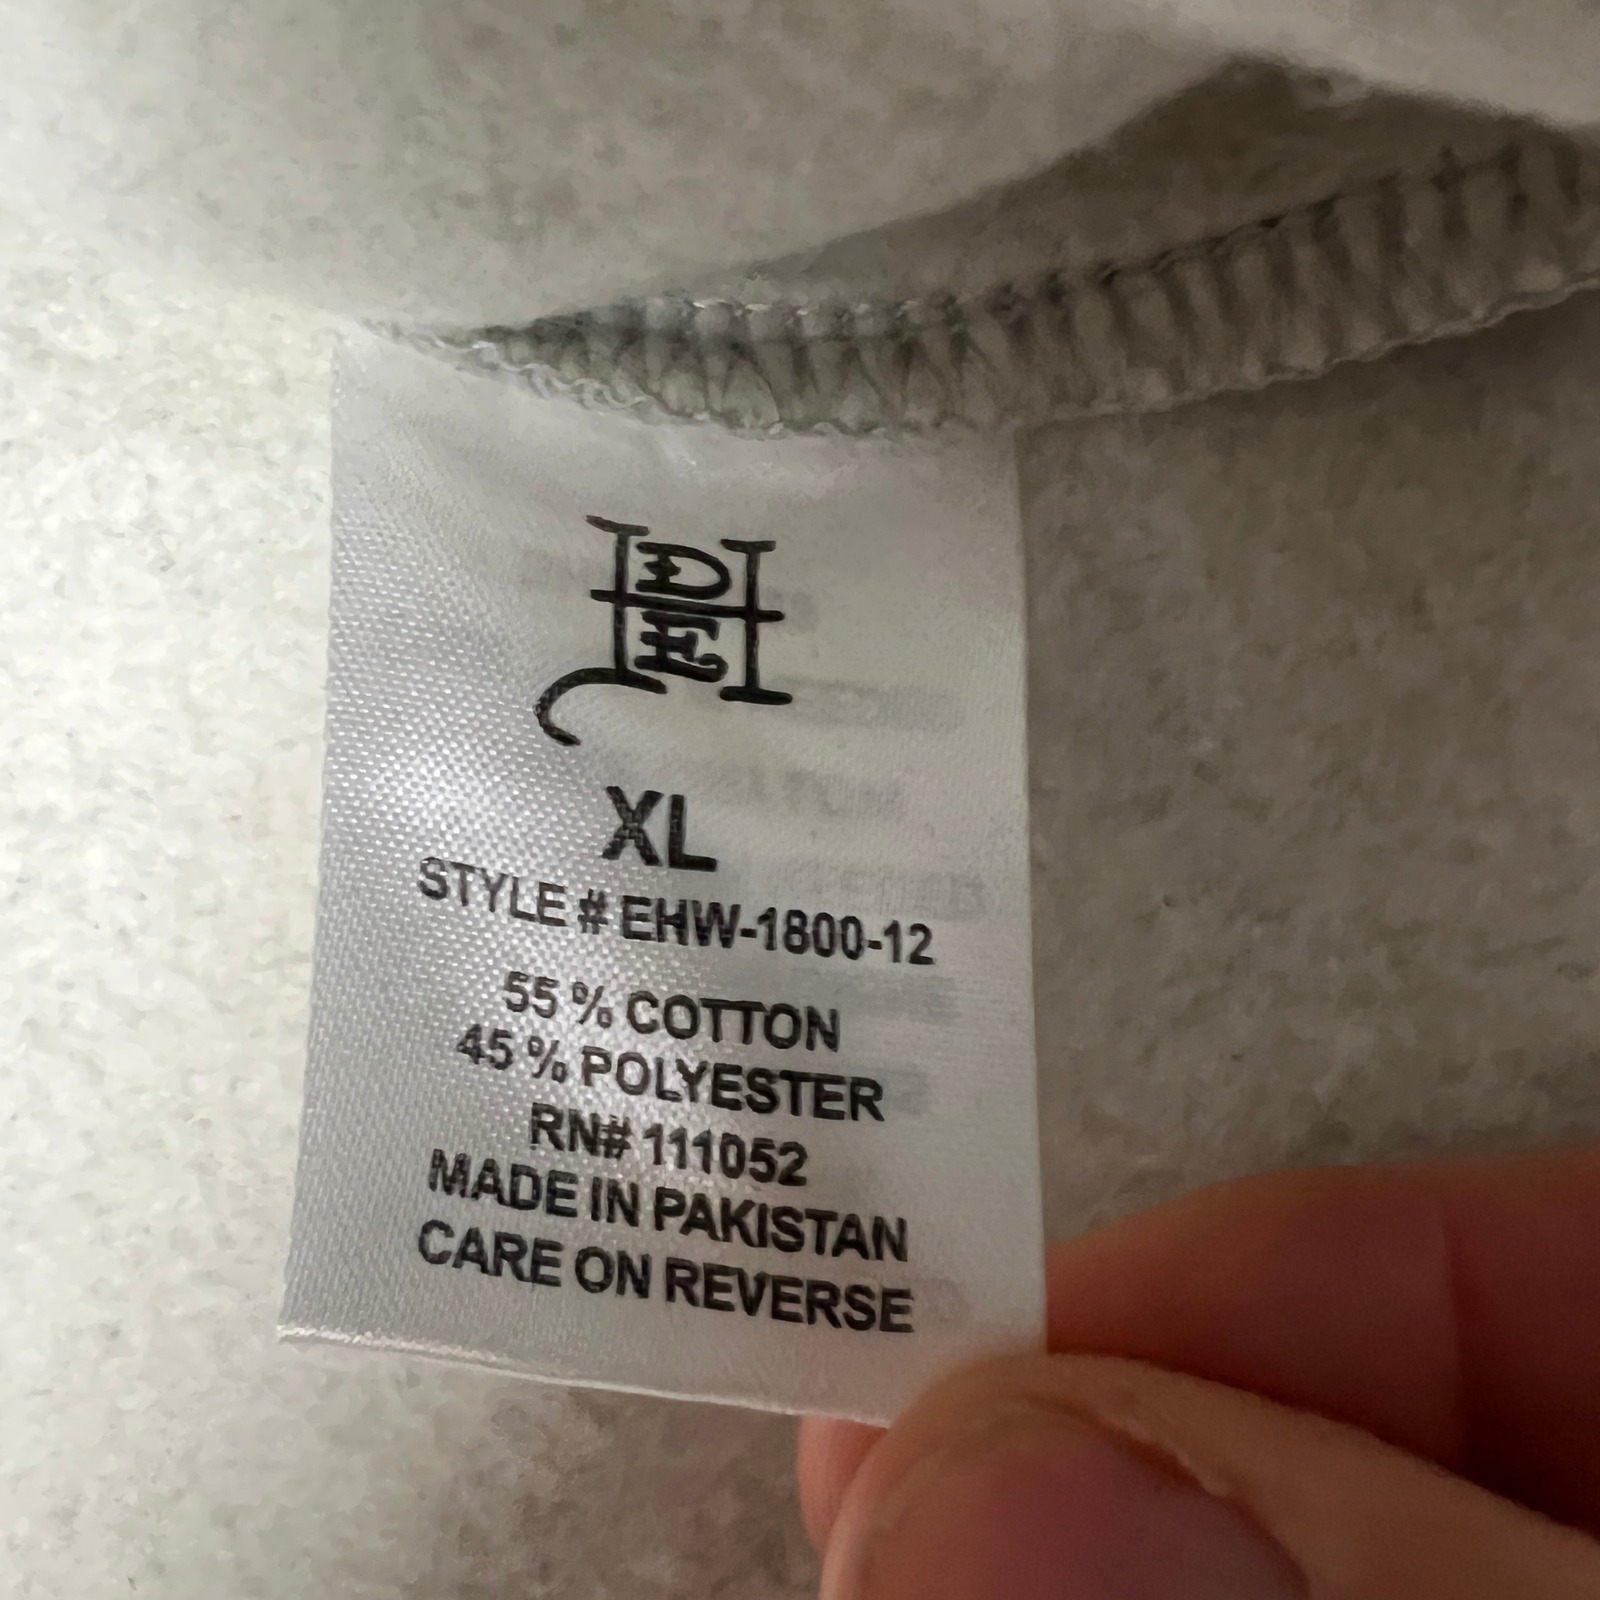 D
E
H
XL
STYLE # EHW-1800-12
55 % COTTON
45 % POLYESTER
RN# 111052
MADE IN PAKISTAN
CARE ON REVERSE